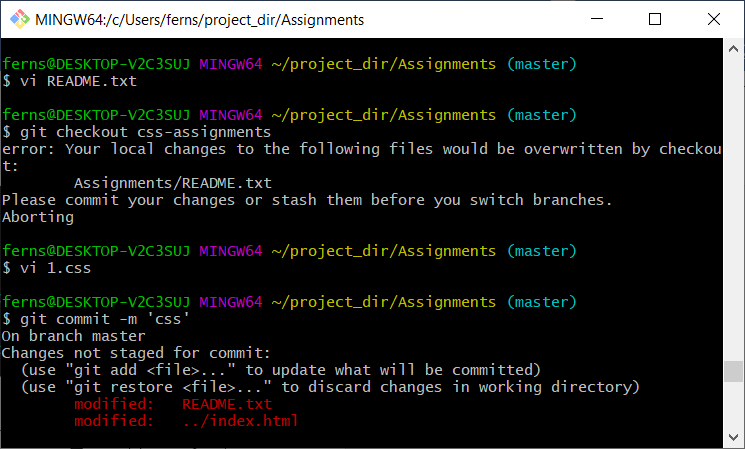 MINGW64:/c/Users/ferns/project_dir/Assignments
ferns@DESKTOP-V2C3SUJ MINGW64 ~/project_dir/Assignments (master)
$ vi README.txt
ferns@DESKTOP-V2C3SUJ MINGW64 ~/project_dir/Assignments (master)
$ git checkout css-assignments
error: Your local changes to the following files would be overwritten by checkou
t:
        Assignments/README.txt
Please commit your changes or stash them before you switch branches.
Aborting
ferns@DESKTOP-V2C3SUJ MINGW64 ~/project_dir/Assignments (master)
$ vi 1.css
ferns@DESKTOP-V2C3SUJ MINGW64 ~/project_dir/Assignments (master)
$ git commit -m 'css'
On branch master
Changes not staged for commit:
  (use "git add <file>..." to update what will be committed)
  (use "git restore <file>..." to discard changes in working directory)
        modified:   README.txt
        modified:   ../index.html